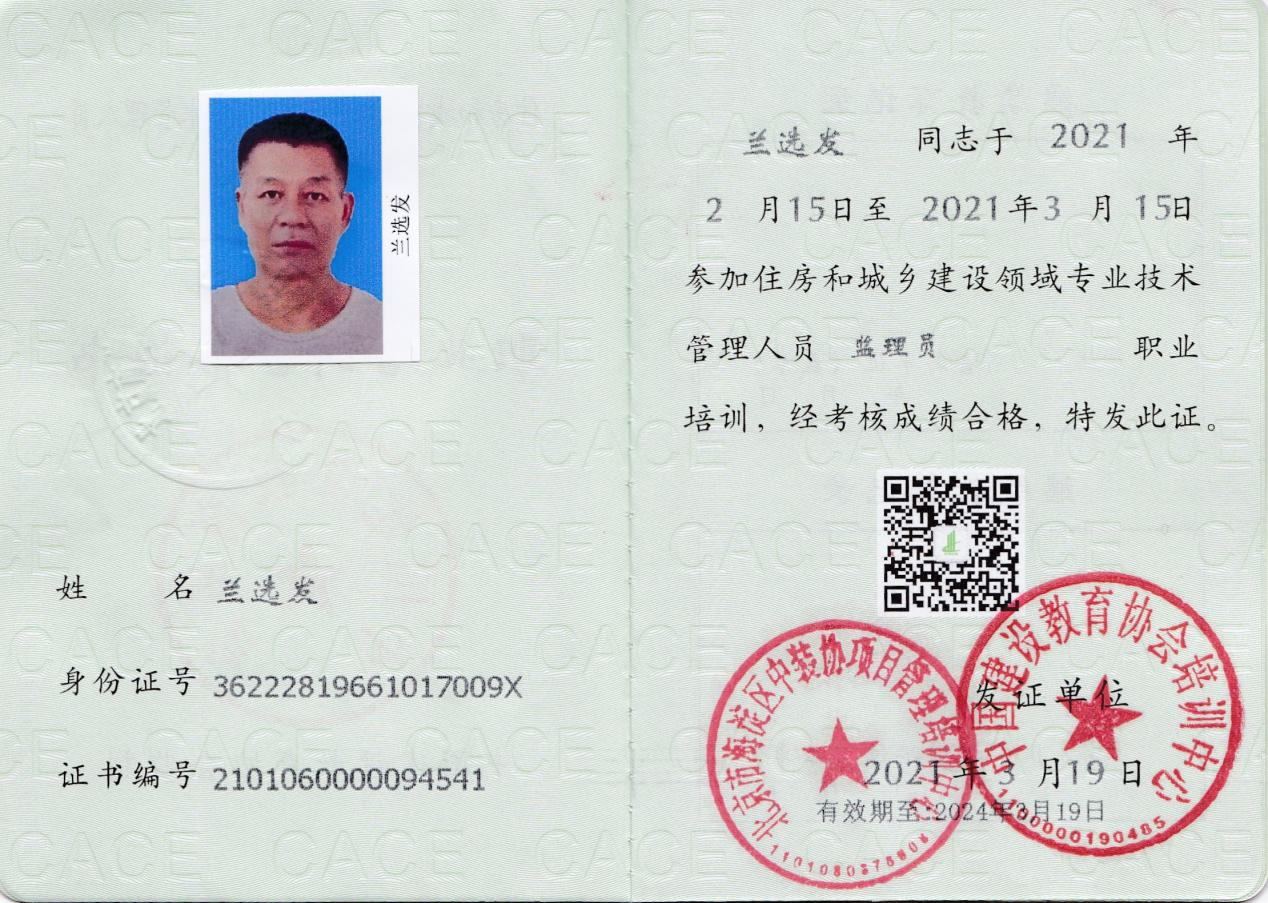 兰选发
姓 名 兰选发
身份证号 36222819661017009X
证书编号 2101060000094541
兰选发 同志于 2021 年
2 月15日至 2021年3 月 15日
参加住房和城乡建设领域专业技术
管理人员 监理员 职业
培训，经考核成绩合格，特发此证。
北京市海淀区中装协项目管理培训中心
中国建设教育协会培训中心
发证单位
2021 年 3 月19 日
有效期至:2024年3月19日
1100000190485
CACE